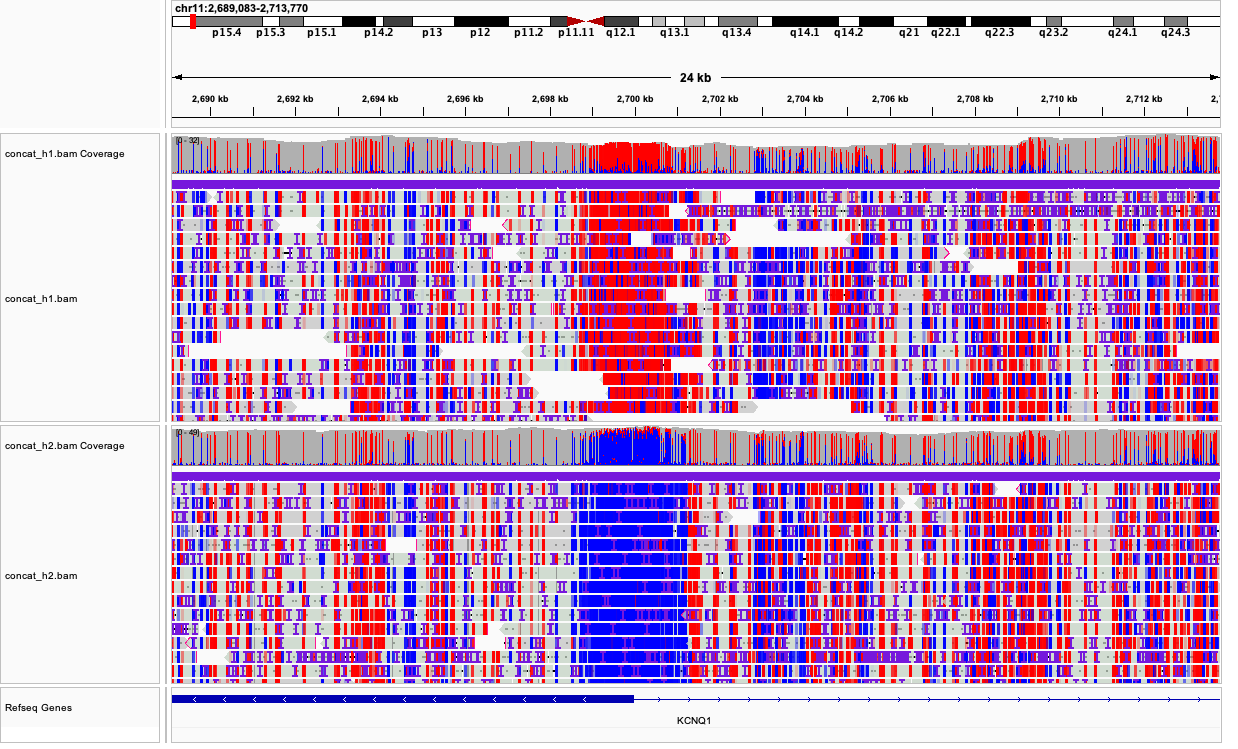 chr11:2,689,083-2,713,770
p15.4 p15.3 p15.1 p14.2 p13 p12 p11.2 p11.11 q12.1 q13.1 q13.4 q14.1 q14.2 q21 q22.1 q22.3 q23.2 q24.1 q24.3
24 kb
2,690 kb 2,692 kb 2,694 kb 2,696 kb 2,698 kb 2,700 kb 2,702 kb 2,704 kb 2,706 kb 2,708 kb 2,710 kb 2,712 kb 2,7
[0 - 32]
concat_h1.bam Coverage
concat_h1.bam
[0 - 49]
concat_h2.bam Coverage
concat_h2.bam
Refseq Genes
KCNQ1